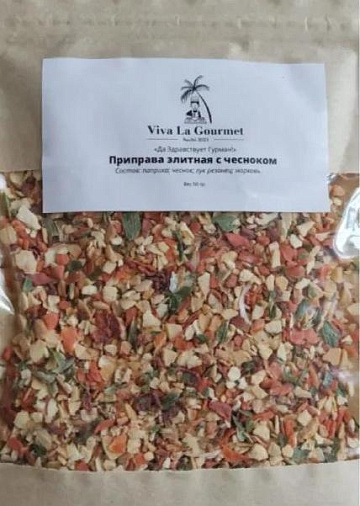 Viva La Gourmet
«Да Здравствует Гурман!»
Приправа элитная с чесноком
Состав: паприка; чеснок; лук резанец; морковь.